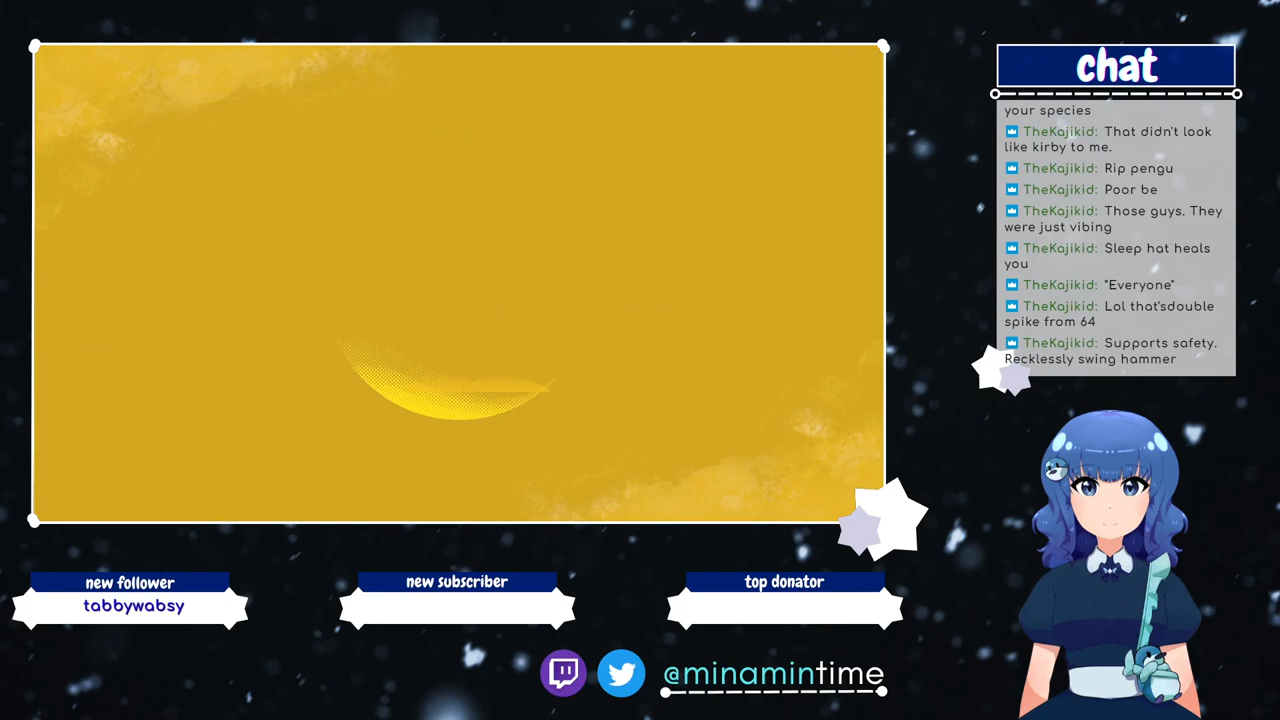 chat
your species
TheKajikid: That didn't look
like kirby to me.
TheKajikid: Rip pengu
TheKajikid: Poor be
TheKajikid: Those guys. They
were just vibing
TheKajikid: Sleep hat heals
you
TheKajikid: "Everyone"
TheKajikid: Lol that'sdouble
spike from 64
TheKajikid: Supports safety.
Recklessly swing hammer
new follower
tabbywabsy
new subscriber
top donator
@minamintime